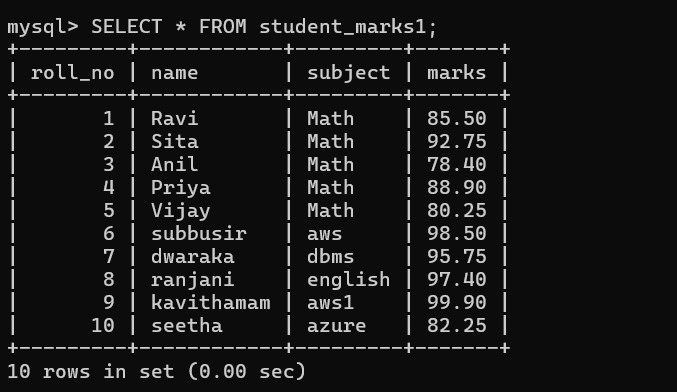 mysql> SELECT * FROM student_marks1;
+---------+------------+---------+-------+
| roll_no | name       | subject | marks |
+---------+------------+---------+-------+
|       1 | Ravi       | Math    | 85.50 |
|       2 | Sita       | Math    | 92.75 |
|       3 | Anil       | Math    | 78.40 |
|       4 | Priya      | Math    | 88.90 |
|       5 | Vijay      | Math    | 80.25 |
|       6 | subbusir   | aws     | 98.50 |
|       7 | dwaraka    | dbms    | 95.75 |
|       8 | ranjani    | english | 97.40 |
|       9 | kavithamam | aws1    | 99.90 |
|      10 | seetha     | azure   | 82.25 |
+---------+------------+---------+-------+
10 rows in set (0.00 sec)